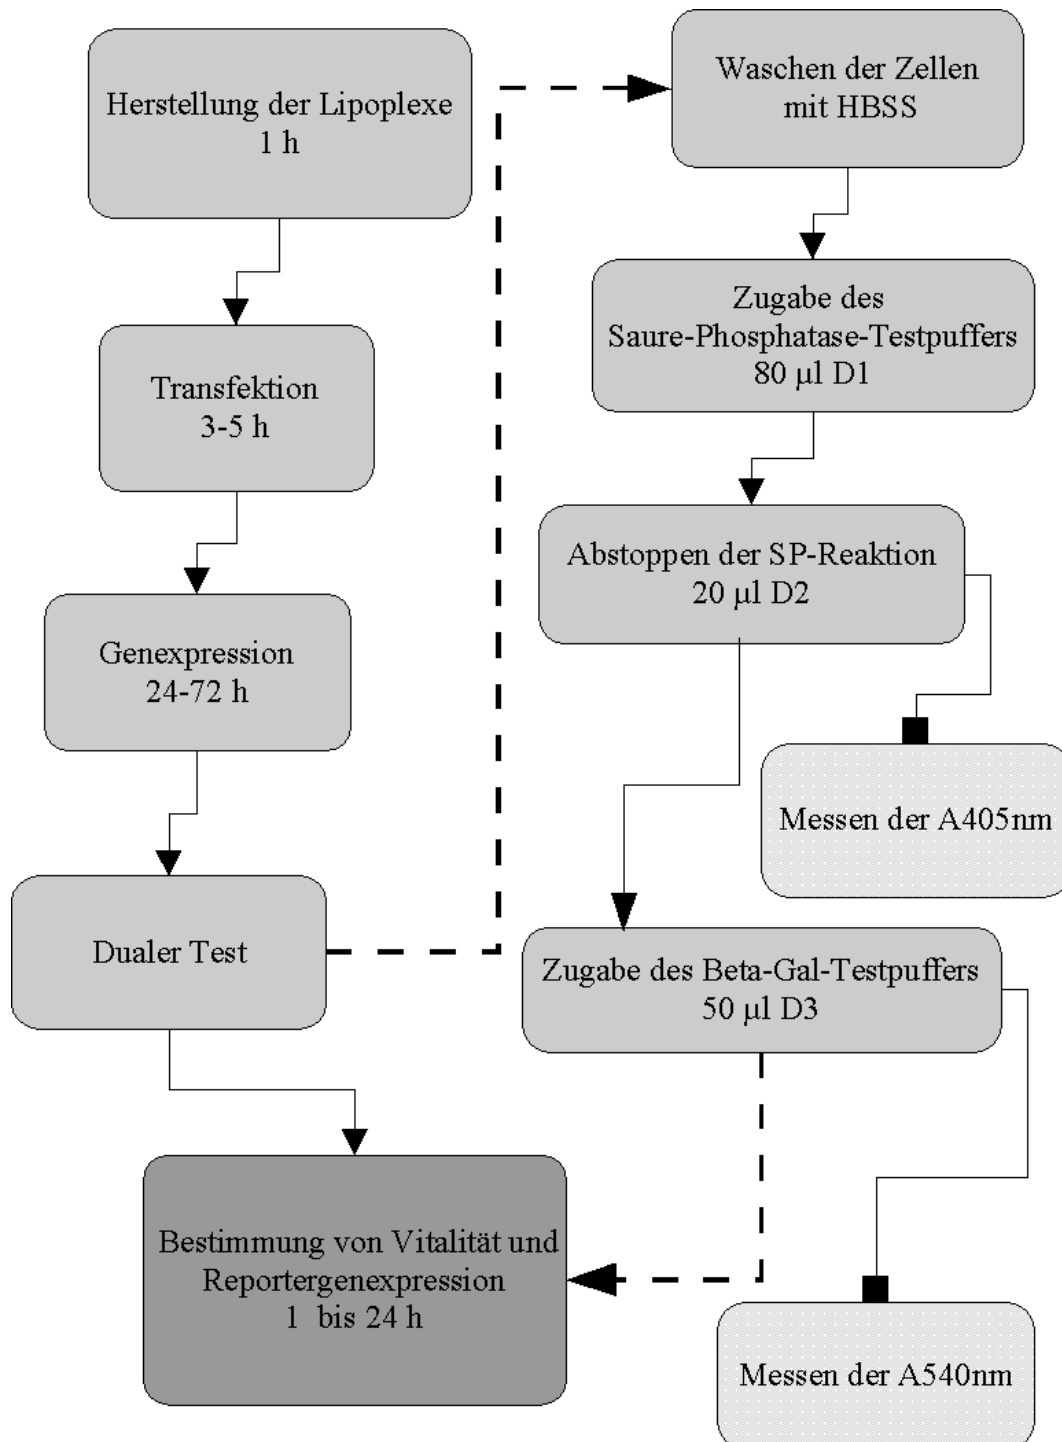 Herstellung der Lipoplexe
1 h
Transfektion
3-5 h
Genexpression
24-72 h
Dualer Test
Bestimmung von Vitalität und
Reportergenexpression
1  bis 24 h
Waschen der Zellen
mit HBSS
Zugabe des
Saure-Phosphatase-Testpuffers
80 µl D1
Abstoppen der SP-Reaktion
20 µl D2
Messen der A405nm
Zugabe des Beta-Gal-Testpuffers
50 µl D3
Messen der A540nm